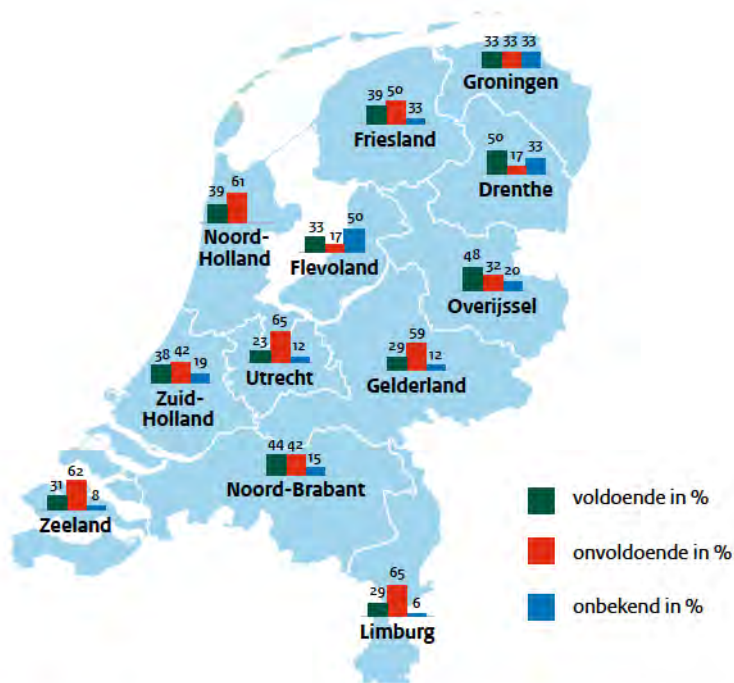 33 33 33
Groningen
39 50 33
Friesland
50 17 33
Drenthe
39 61
Noord-
Holland
33 17 50
Flevoland
48 32 20
Overijssel
23 65 12
Utrecht
29 59 12
Gelderland
38 42 19
Zuid-
Holland
44 42 15
Noord-Brabant
31 62 8
Zeeland
29 65 6
Limburg
voldoende in %
onvoldoende in %
onbekend in %